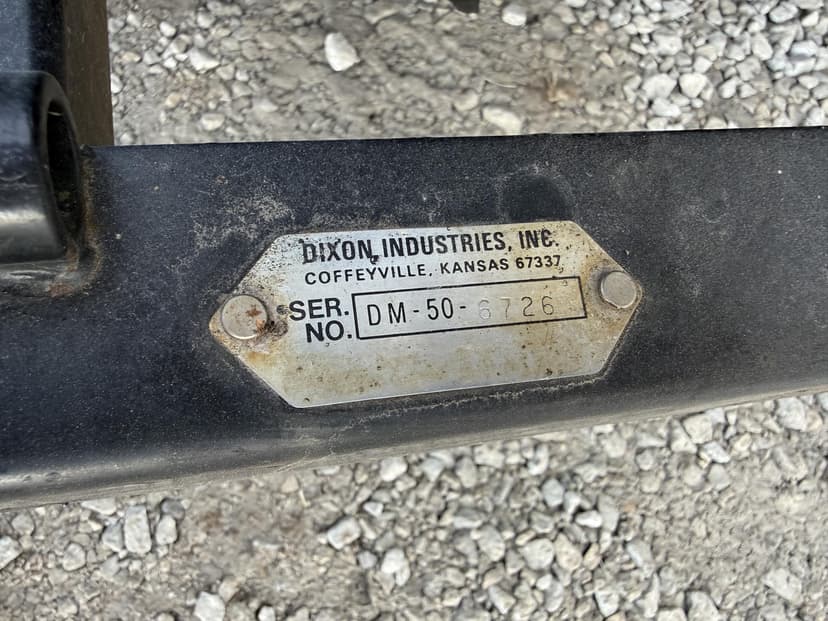 DIXON INDUSTRIES, INC.
COFFEYVILLE, KANSAS 67337
SER. NO. DM-50-6726